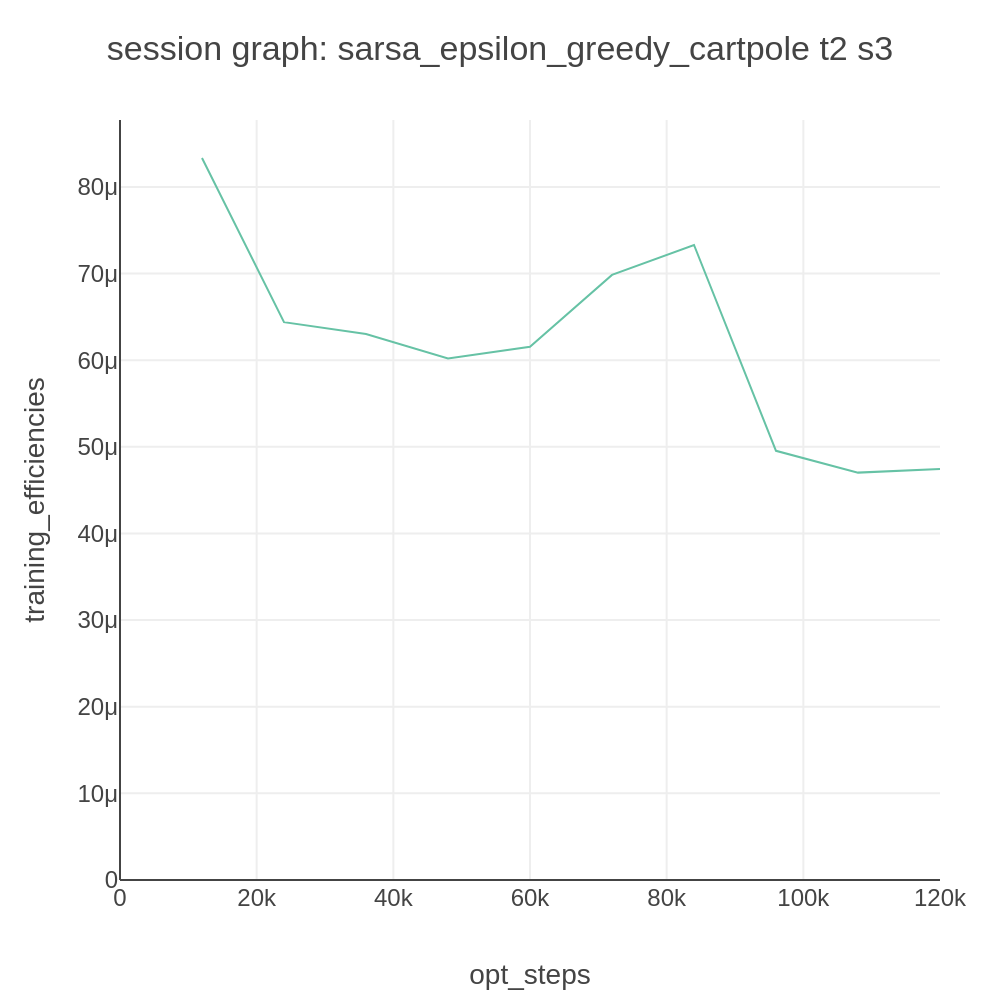 session graph: sarsa_epsilon_greedy_cartpole t2 s3
training_efficiencies
80μ
70μ
60μ
50μ
40μ
30μ
20μ
10μ
0
0 20k 40k 60k 80k 100k 120k
opt_steps